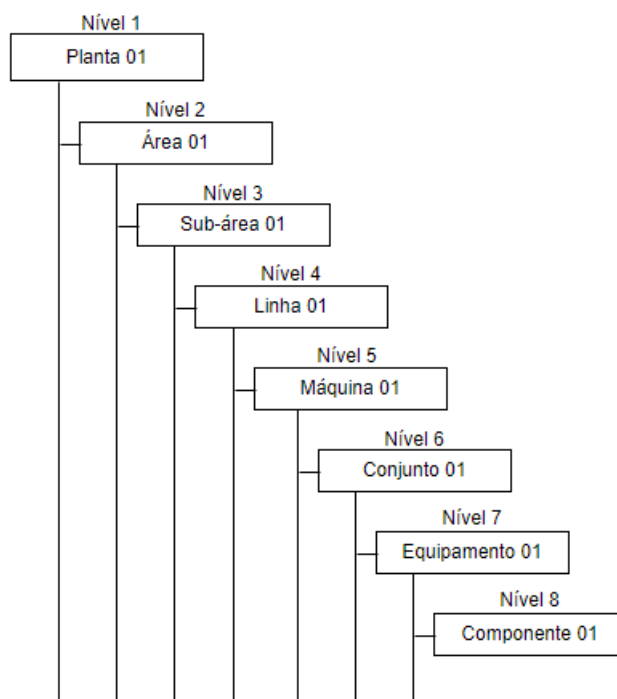 Nível 1
Planta 01
Nível 2
Área 01
Nível 3
Sub-área 01
Nível 4
Linha 01
Nível 5
Máquina 01
Nível 6
Conjunto 01
Nível 7
Equipamento 01
Nível 8
Componente 01